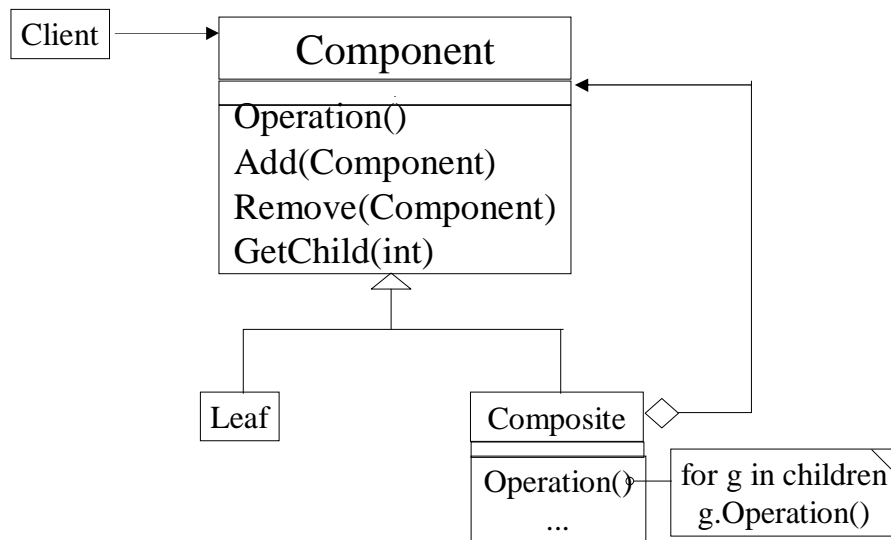 Client
Component
Operation()
Add(Component)
Remove(Component)
GetChild(int)
Leaf
Composite
Operation()
...
for g in children
g.Operation()